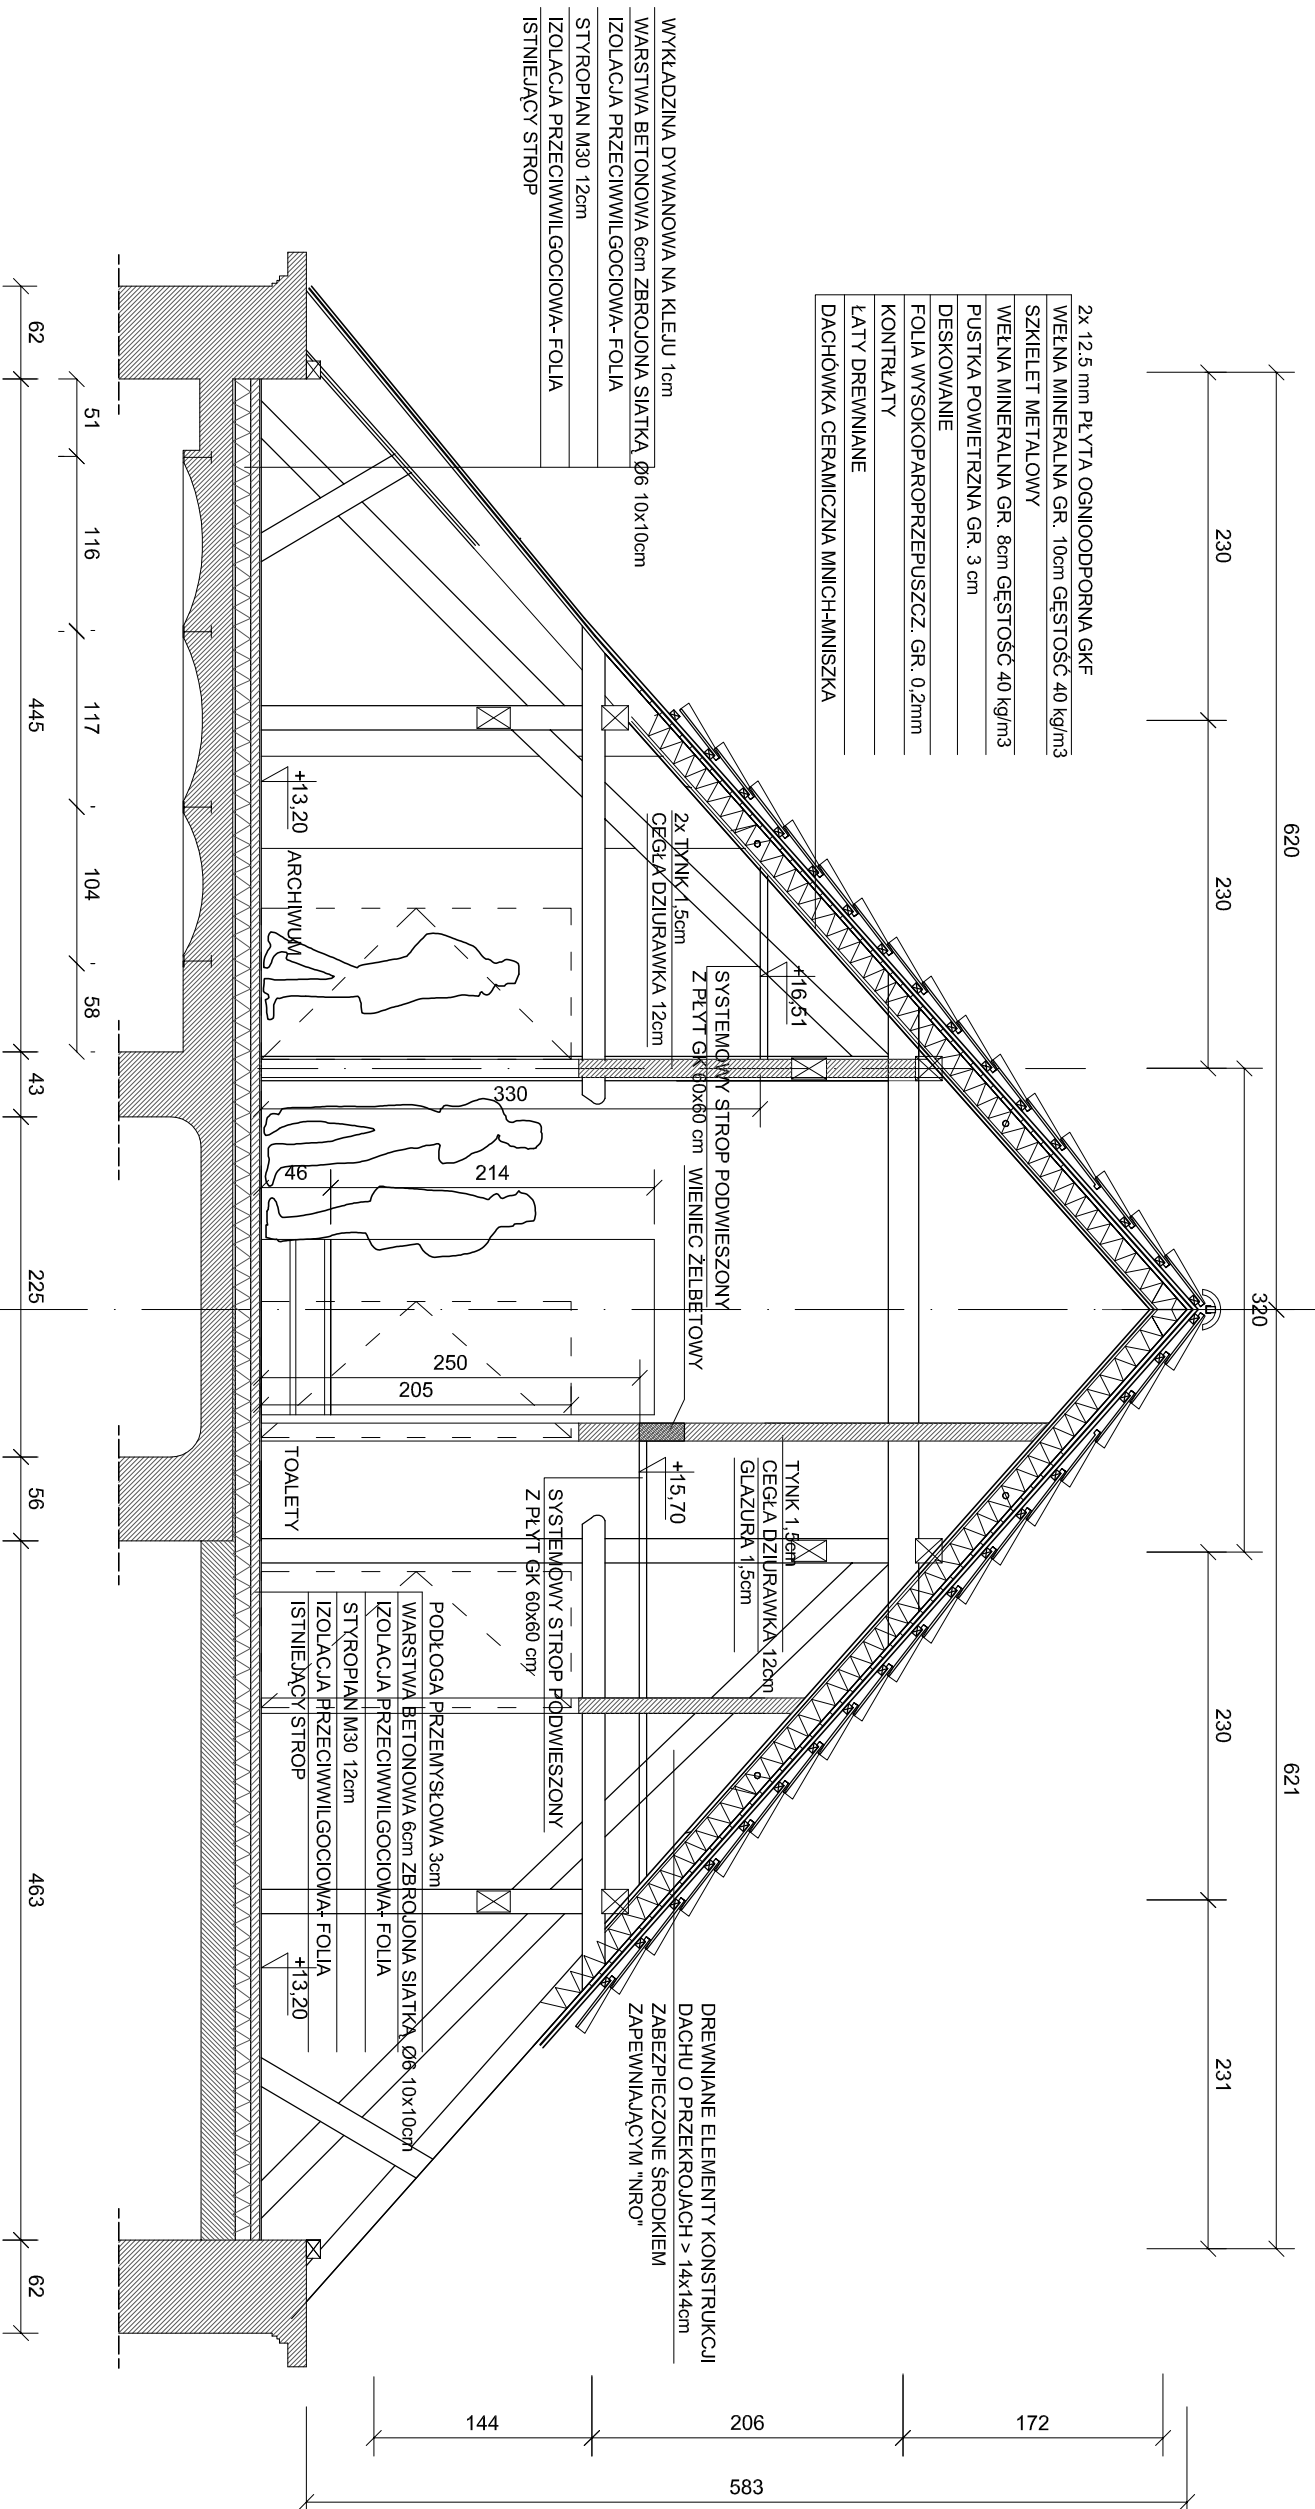 620
621
230
230
320
230
231
2x 12.5 mm PŁYTA OGNIOODPORNA GKF
WEŁNA MINERALNA GR. 10cm GĘSTOŚĆ 40 kg/m3
SZKIELET METALOWY
WEŁNA MINERALNA GR. 8cm GĘSTOŚĆ 40 kg/m3
PUSTKA POWIETRZNA GR. 3 cm
DESKOWANIE
FOLIA WYSOKOPAROPRZEPUSZCZ. GR. 0,2mm
KONTRŁATY
ŁATY DREWNIANE
DACHÓWKA CERAMICZNA MNICH-MNISZKA
WYKŁADZINA DYWANOWA NA KLEJU 1cm
WARSTWA BETONOWA 6cm ZBROJONA SIATKĄ Ø6 10x10cm
IZOLACJA PRZECIWWILGOCIOWA- FOLIA
STYROPIAN M30 12cm
IZOLACJA PRZECIWWILGOCIOWA- FOLIA
ISTNIEJĄCY STROP
2x TYNK 1,5cm
CEGŁA DZIURAWKA 12cm
+16,51
SYSTEMOWY STROP PODWIESZONY
Z PŁYT GK 60x60 cm
WIENIEC ŻELBETOWY
TYNK 1,5cm
CEGŁA DZIURAWKA 12cm
GLAZURA 1,5cm
+15,70
SYSTEMOWY STROP PODWIESZONY
Z PŁYT GK 60x60 cm
DREWNIANE ELEMENTY KONSTRUKCJI
DACHU O PRZEKROJACH > 14x14cm
ZABEZPIECZONE ŚRODKIEM
ZAPEWNIAJĄCYM "NRO"
PODŁOGA PRZEMYSŁOWA 3cm
WARSTWA BETONOWA 6cm ZBROJONA SIATKĄ Ø6 10x10cm
IZOLACJA PRZECIWWILGOCIOWA- FOLIA
STYROPIAN M30 12cm
IZOLACJA PRZECIWWILGOCIOWA- FOLIA
ISTNIEJĄCY STROP
+13,20
ARCHIWUM
TOALETY
+13,20
330
46
214
250
205
144
206
172
583
51
116
117
104
58
62
445
43
225
56
463
62